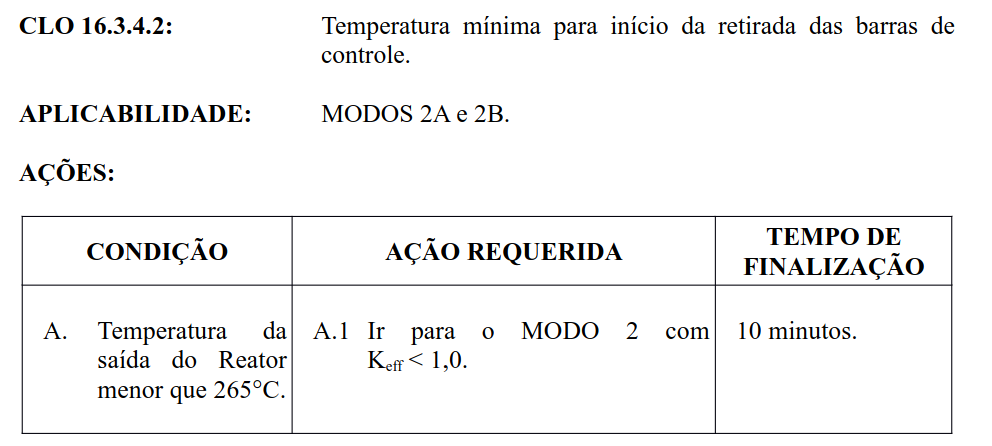 CLO 16.3.4.2: Temperatura mínima para início da retirada das barras de
controle.
APLICABILIDADE: MODOS 2A e 2B.
AÇÕES:
CONDIÇÃO AÇÃO REQUERIDA TEMPO DE
FINALIZAÇÃO
A. Temperatura da A.1 Ir para o MODO 2 com 10 minutos.
saída do Reator Keff < 1,0.
menor que 265°C.